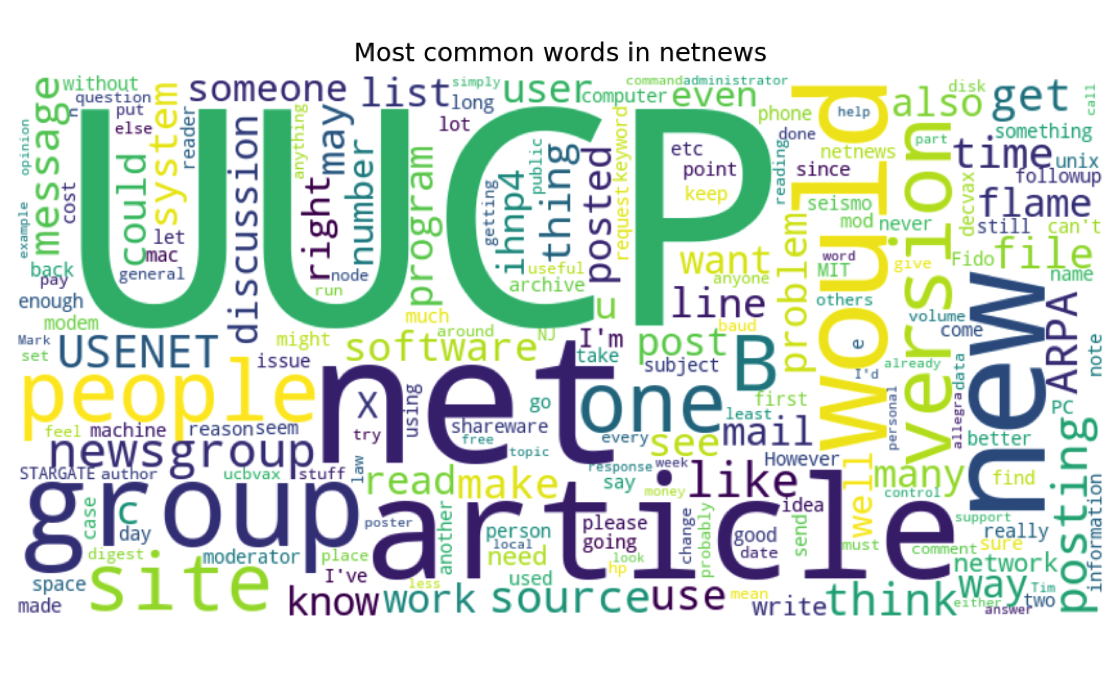 Most common words in netnews
without
question
n
put
else
message
opinion
example
cost
could
system
reader
let
mac
general
back
pay
enough
modem
Mark
set
USENET
UUCP
someone
list
simply
long
lot
user
computer
command
administrator
even
phone
keyword
request
etc
point
keep
reading
done
since
help
netnews
also
disk
part
get
call
something
time
unix
followup
flame
decvax
still
can't
Fido
file
name
seismo
mod
never
MIT
word
give
others
volume
come
e
I'd
already
discussion
anything
right
may
number
node
run
program
much
getting
ihnp4
public
thing
useful
archive
posted
u
want
anyone
line
baud
problem
would
version
new
ARPA
note
might
issue
software
around
NJ
I'm
take
post
subject
B
people
feel
machine
reason
seem
net
X
try
using
go
shareware
free
topic
one
every
least
see
mail
first
However
personal
allegra
data
better
PC
posting
information
newsgroup
STARGATE
author
ucbvax
stuff
law
read
make
response
week
say
money
like
idea
well
many
control
find
support
really
sure
group
case
c
day
digest
space
made
site
moderator
place
I've
poster
article
another
person
local
need
less
used
please
going
look
hp
change
probably
good
date
send
must
comment
network
way
either
Tim
two
answer
know
work
source
use
mean
write
think